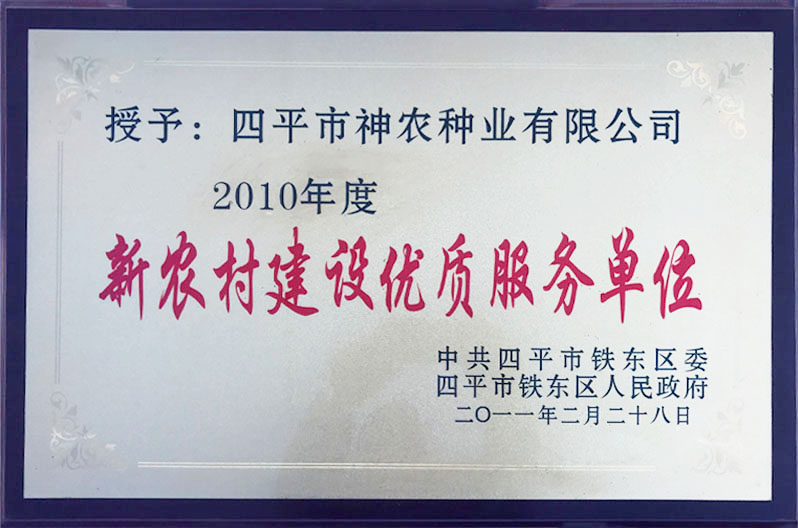 授予：四平市神农种业有限公司
2010年度
新农村建设优质服务单位
中共四平市铁东区委
四平市铁东区人民政府
二〇一一年二月二十八日